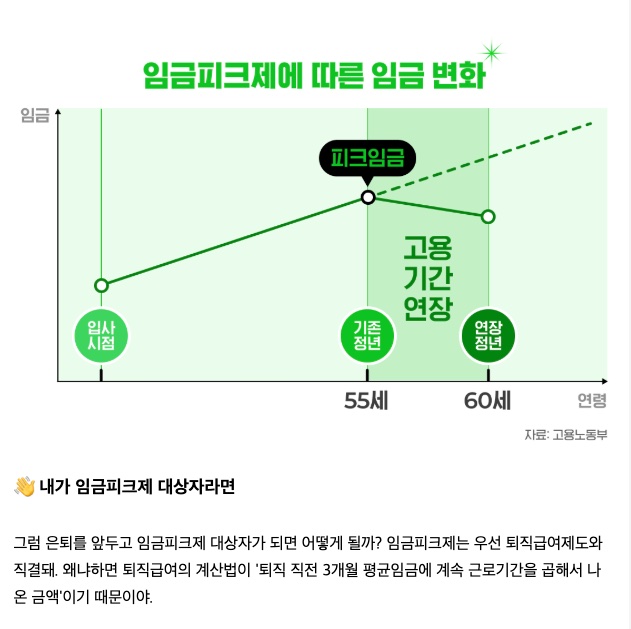 임금피크제에 따른 임금 변화
임금
피크임금
고용
기간
연장
입사
시점
기존
정년
연장
정년
55세
60세
연령
자료: 고용노동부
👋 내가 임금피크제 대상자라면
그럼 은퇴를 앞두고 임금피크제 대상자가 되면 어떻게 될까? 임금피크제는 우선 퇴직급여제도와
직결돼. 왜냐하면 퇴직급여의 계산법이 '퇴직 직전 3개월 평균임금에 계속 근로기간을 곱해서 나
온 금액'이기 때문이야.